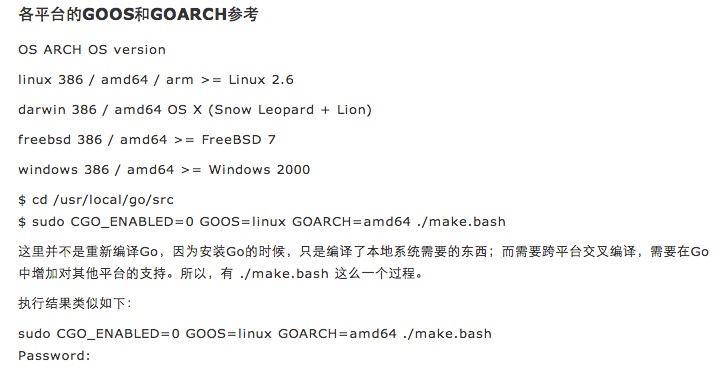 各平台的GOOS和GOARCH参考
OS ARCH OS version
linux 386 / amd64 / arm >= Linux 2.6
darwin 386 / amd64 OS X (Snow Leopard + Lion)
freebsd 386 / amd64 >= FreeBSD 7
windows 386 / amd64 >= Windows 2000
$ cd /usr/local/go/src
$ sudo CGO_ENABLED=0 GOOS=linux GOARCH=amd64 ./make.bash
这里并不是重新编译Go，因为安装Go的时候，只是编译了本地系统需要的东西；而需要跨平台交叉编译，需要在Go
中增加对其他平台的支持。所以，有 ./make.bash 这么一个过程。
执行结果类似如下：
sudo CGO_ENABLED=0 GOOS=linux GOARCH=amd64 ./make.bash
Password: